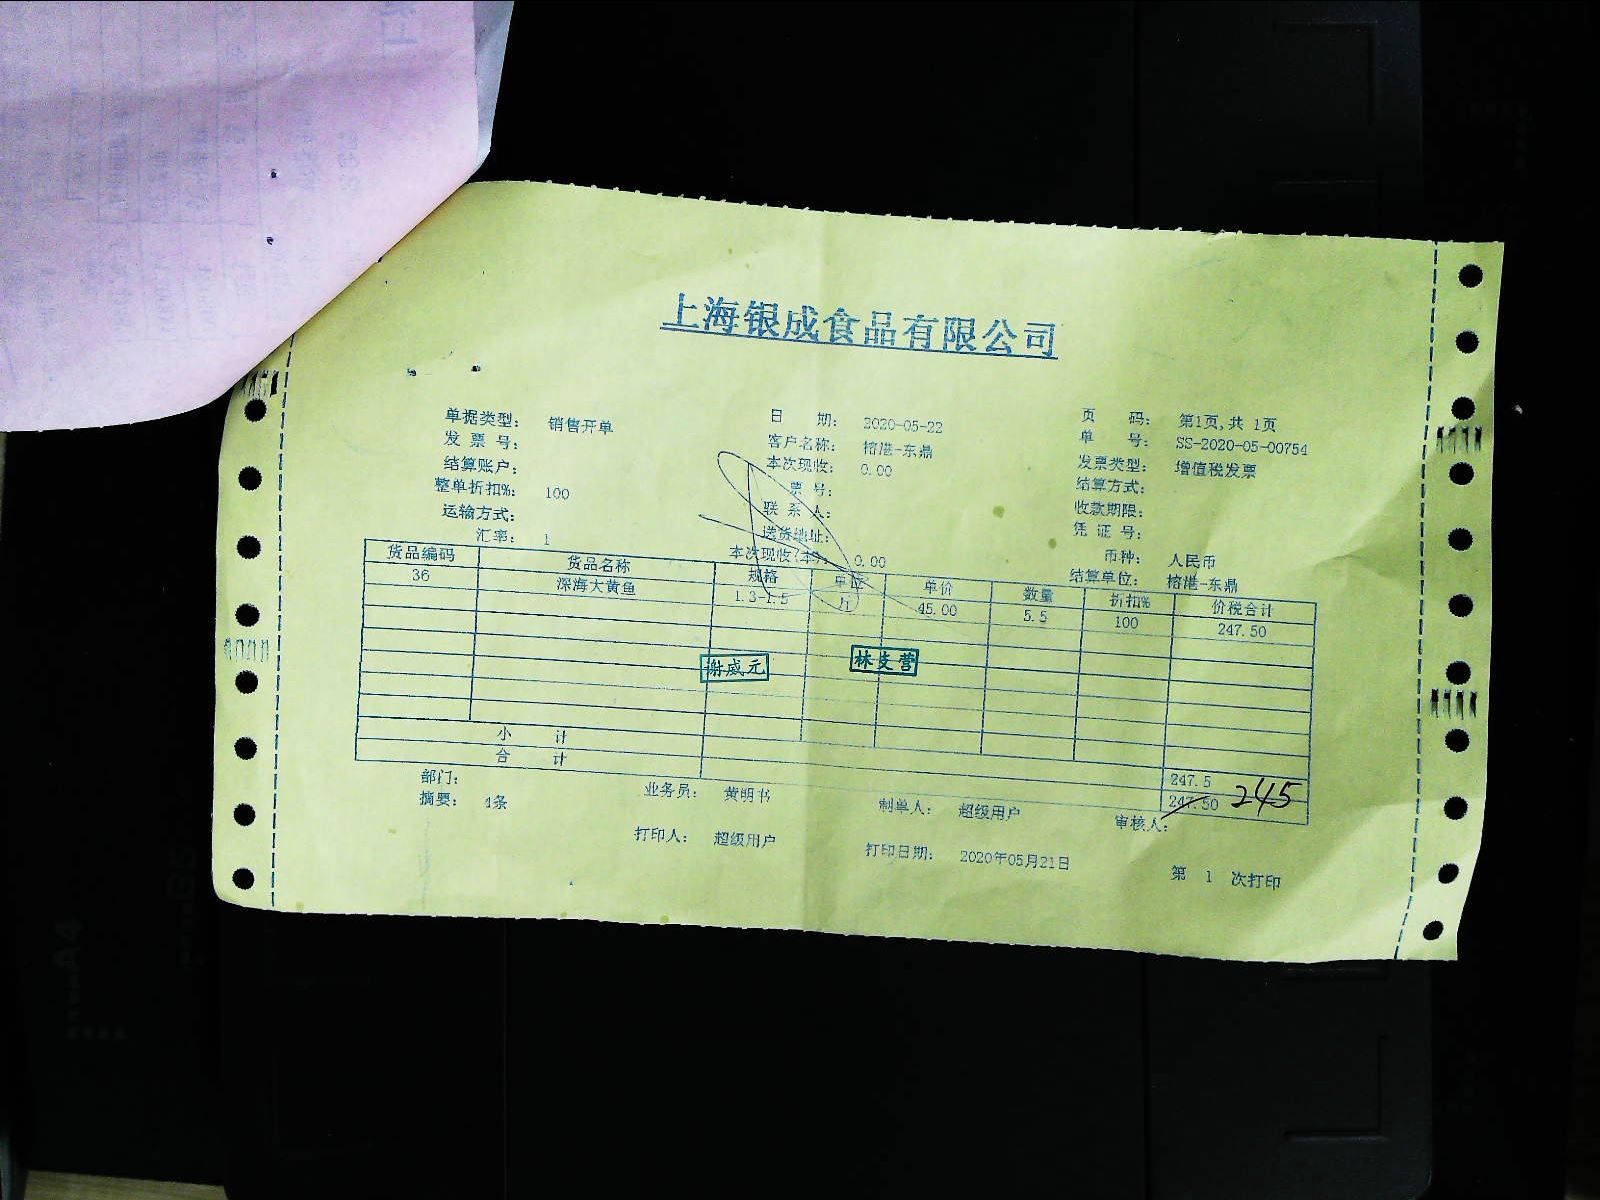 上海银成食品有限公司
单据类型: 销售开单 日 期: 2020-05-22 页 码: 第1页,共 1页
发 票 号: 客户名称: 榕港-东鼎 单 号: SS-2020-05-00754
结算账户: 本次现收: 0.00 发票类型: 增值税发票
整单折扣%: 100 票 号: 结算方式:
运输方式: 联 系 人: 收款期限:
汇率: 1 送货地址: 凭 证 号:
本次现收(本): 0.00 币种: 人民币
结算单位: 榕港-东鼎
货品编码 货品名称 规格 单位 单价 数量 折扣% 价税合计
36 深海大黄鱼 1.3-1.5 斤 45.00 5.5 100 247.50
谢威元 林支营
小 计 247.5
合 计 247.50 245
部门: 业务员: 黄明书 制单人: 超级用户 审核人:
摘要: 4条
打印人: 超级用户 打印日期: 2020年05月21日 第 1 次打印